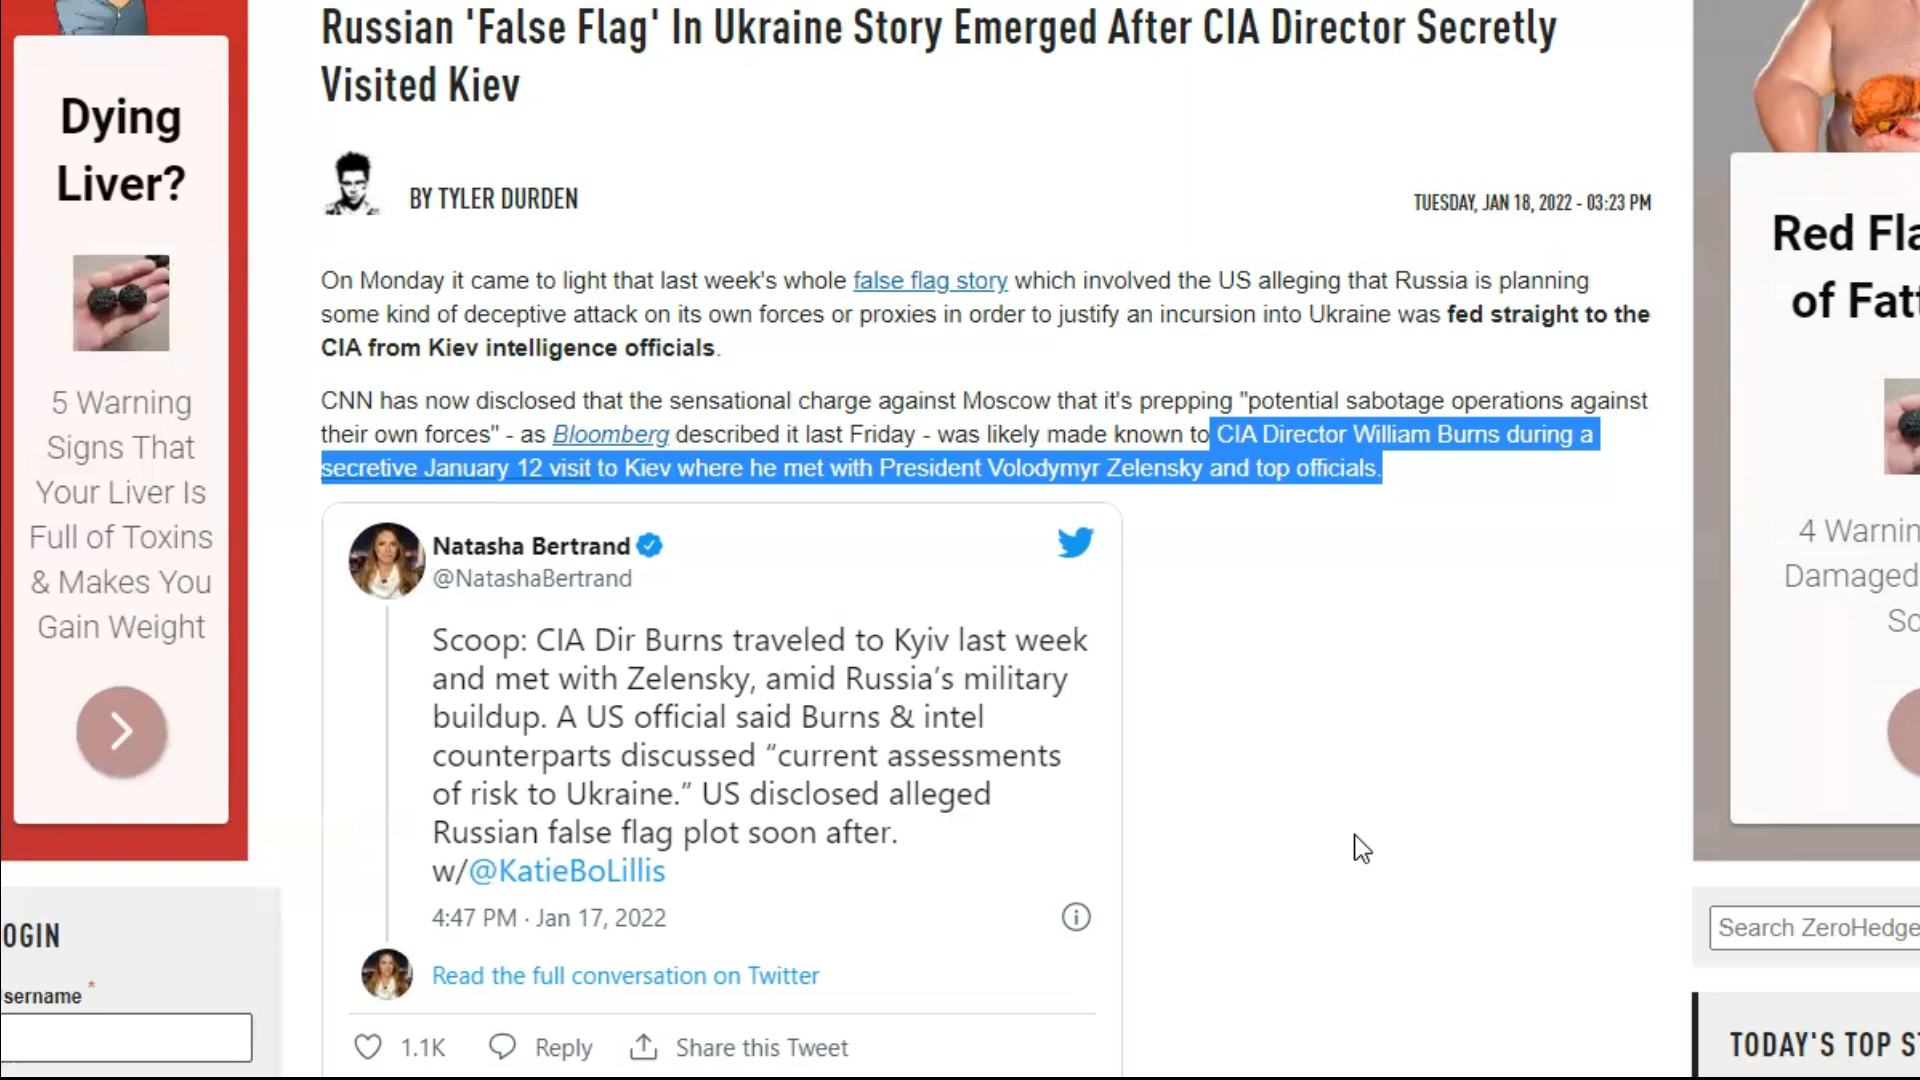 Russian 'False Flag' In Ukraine Story Emerged After CIA Director Secretly
Visited Kiev
BY TYLER DURDEN
TUESDAY, JAN 18, 2022 - 03:23 PM
On Monday it came to light that last week's whole false flag story which involved the US alleging that Russia is planning
some kind of deceptive attack on its own forces or proxies in order to justify an incursion into Ukraine was fed straight to the
CIA from Kiev intelligence officials.
CNN has now disclosed that the sensational charge against Moscow that it's prepping "potential sabotage operations against
their own forces" - as Bloomberg described it last Friday - was likely made known to CIA Director William Burns during a
secretive January 12 visit to Kiev where he met with President Volodymyr Zelensky and top officials.
Natasha Bertrand
@NatashaBertrand
Scoop: CIA Dir Burns traveled to Kyiv last week
and met with Zelensky, amid Russia’s military
buildup. A US official said Burns & intel
counterparts discussed “current assessments
of risk to Ukraine.” US disclosed alleged
Russian false flag plot soon after.
w/@KatieBoLillis
4:47 PM · Jan 17, 2022
Read the full conversation on Twitter
1.1K Reply Share this Tweet
Dying
Liver?
5 Warning
Signs That
Your Liver Is
Full of Toxins
& Makes You
Gain Weight
OGIN
sername *
Red Fla
of Fatt
4 Warnin
Damaged
So
Search ZeroHedge
TODAY'S TOP S